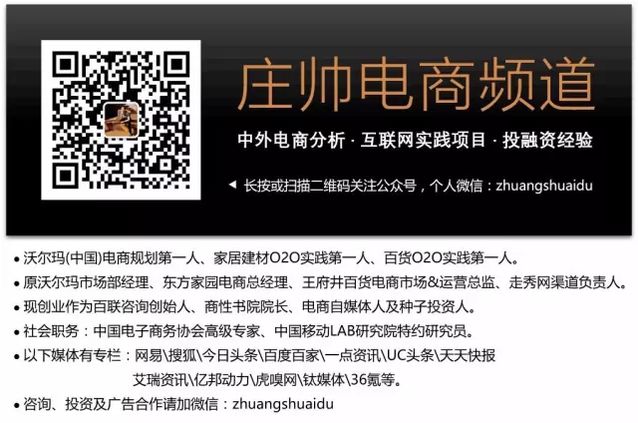 庄帅电商频道
中外电商分析·互联网实践项目·投融资经验
◀ 长按或扫描二维码关注公众号，个人微信：zhuangshuaidu
● 沃尔玛(中国)电商规划第一人、家居建材O2O实践第一人、百货O2O实践第一人。
● 原沃尔玛市场部经理、东方家园电商总经理、王府井百货电商市场&运营总监、走秀网渠道负责人。
● 现创业作为百联咨询创始人、商性书院院长、电商自媒体人及种子投资人。
● 社会职务：中国电子商务协会高级专家、中国移动LAB研究院特约研究员。
● 以下媒体有专栏：网易\搜狐\今日头条\百度百家\一点资讯\UC头条\天天快报
艾瑞资讯\亿邦动力\虎嗅网\钛媒体\36氪等。
● 咨询、投资及广告合作请加微信：zhuangshuaidu